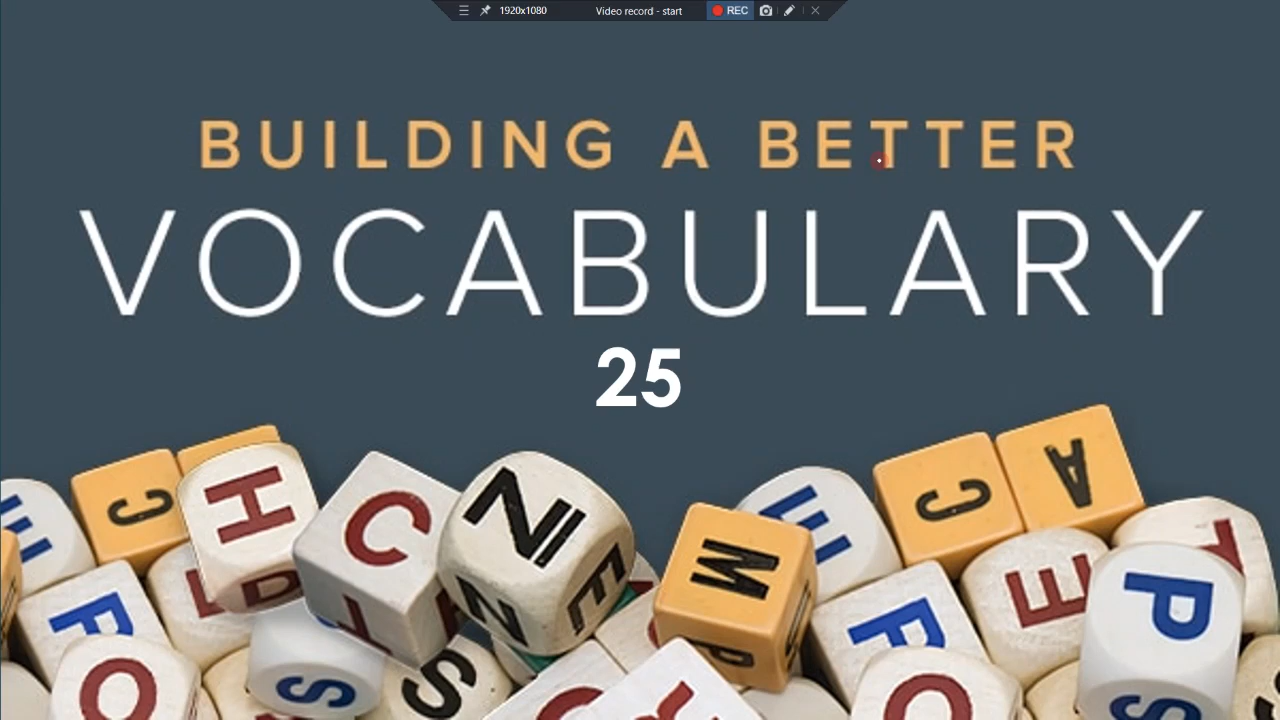 1920x1080 Video record - start REC
BUILDING A BETTER
VOCABULARY
25
A
C
C
H
C
N
E
N
M
P
E
T
P
P
P
O
S
S
O
S